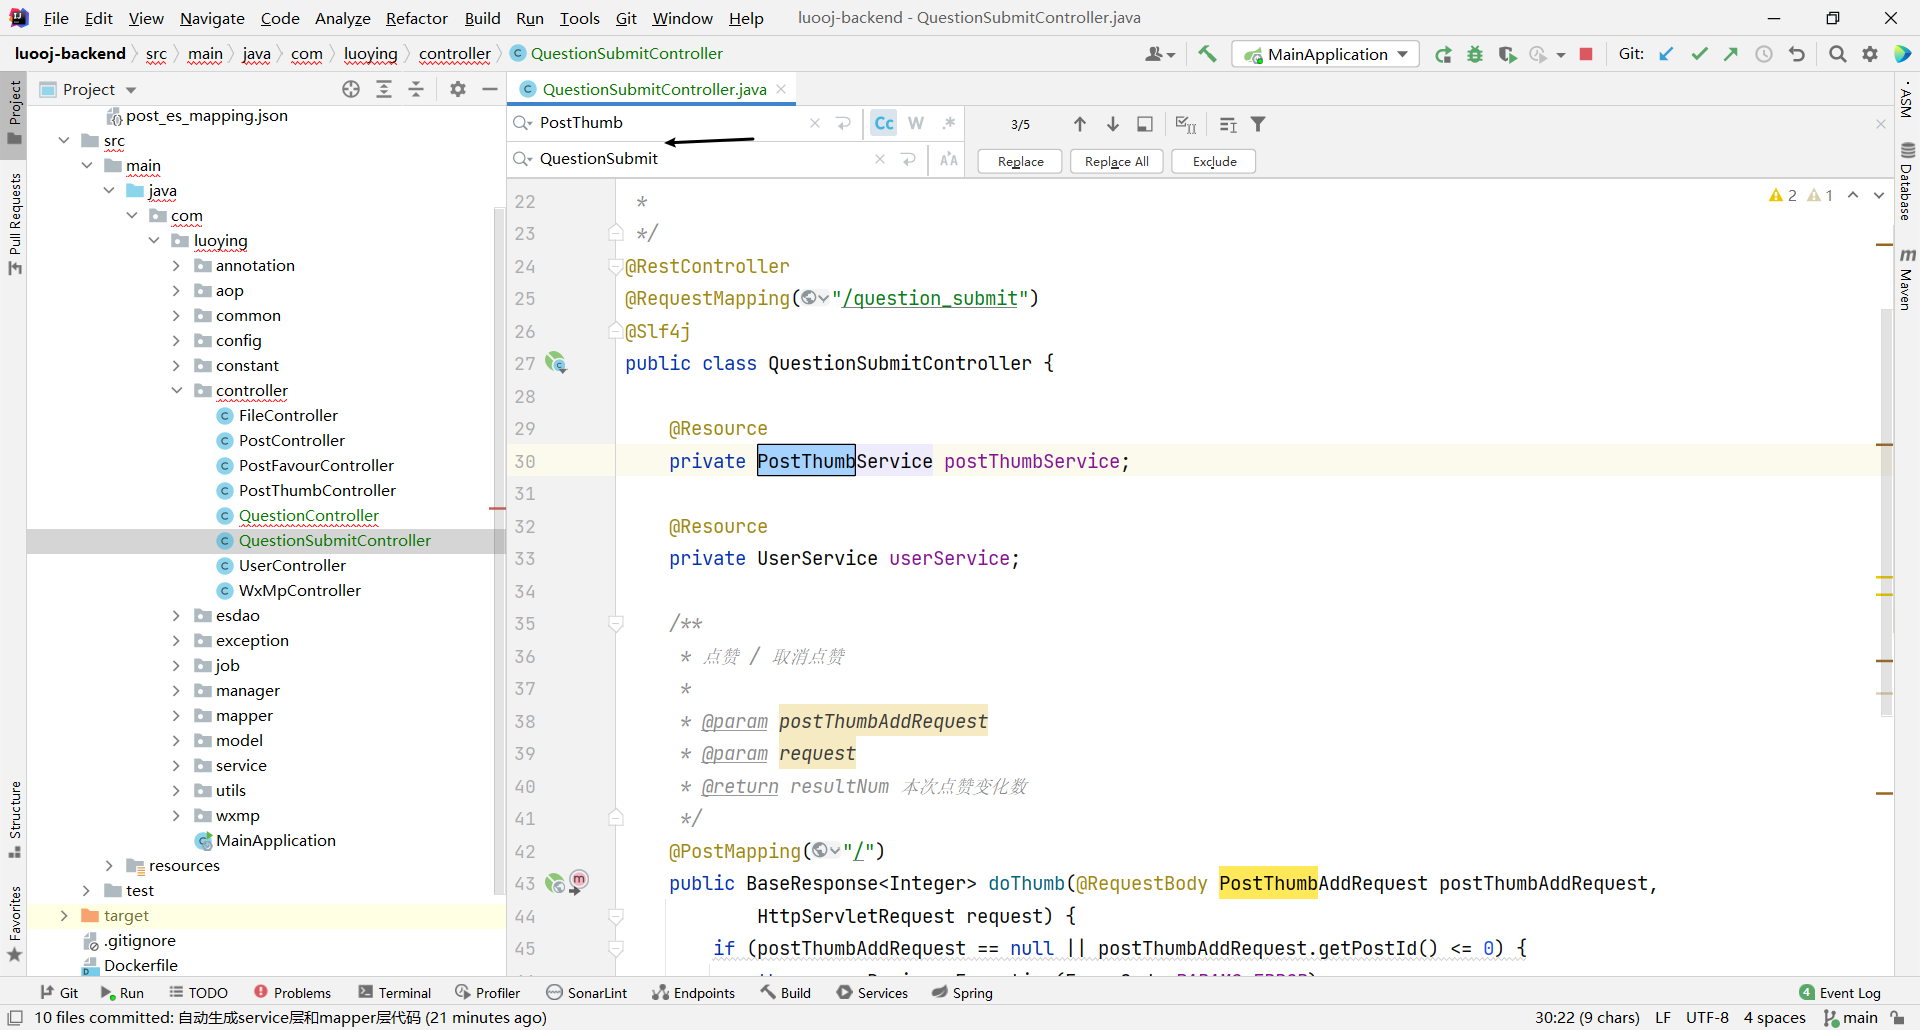 File Edit View Navigate Code Analyze Refactor Build Run Tools Git Window Help luooj-backend - QuestionSubmitController.java
luooj-backend src main java com luoying controller QuestionSubmitController MainApplication Git:
Project
QuestionSubmitController.java
PostThumb Cc W .* 3/5
QuestionSubmit Replace Replace All Exclude
Project
Pull Requests
Structure
Favorites
post_es_mapping.json
src
main
java
com
luoying
annotation
aop
common
config
constant
controller
FileController
PostController
PostFavourController
PostThumbController
QuestionController
QuestionSubmitController
UserController
WxMpController
esdao
exception
job
manager
mapper
model
service
utils
wxmp
MainApplication
resources
test
target
.gitignore
Dockerfile
2 1
22 *
23 */
24 @RestController
25 @RequestMapping("/question_submit")
26 @Slf4j
27 public class QuestionSubmitController {
28
29 @Resource
30 private PostThumbService postThumbService;
31
32 @Resource
33 private UserService userService;
34
35 /**
36 * 点赞 / 取消点赞
37 *
38 * @param postThumbAddRequest
39 * @param request
40 * @return resultNum 本次点赞变化数
41 */
42 @PostMapping("/")
43 public BaseResponse<Integer> doThumb(@RequestBody PostThumbAddRequest postThumbAddRequest,
44 HttpServletRequest request) {
45 if (postThumbAddRequest == null || postThumbAddRequest.getPostId() <= 0) {
ASM
Database
Maven
Git Run TODO Problems Terminal Profiler SonarLint Endpoints Build Services Spring 4 Event Log
10 files committed: 自动生成service层和mapper层代码 (21 minutes ago) 30:22 (9 chars) LF UTF-8 4 spaces main